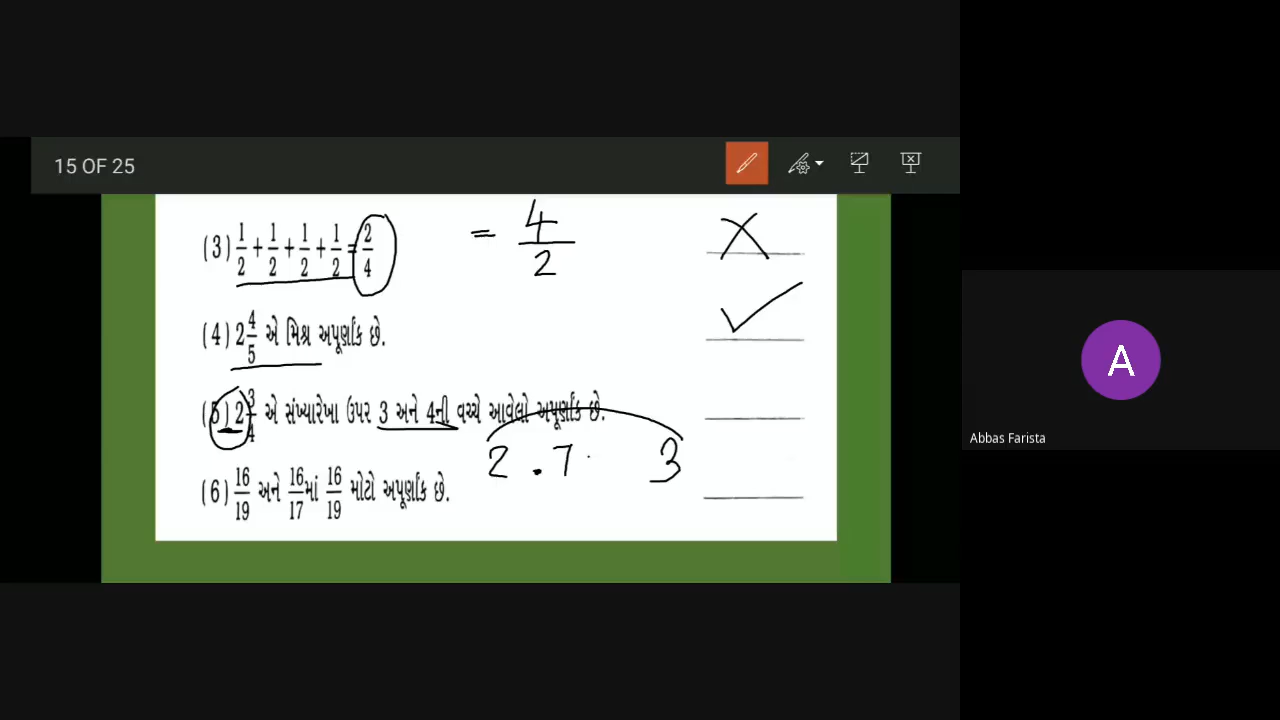 15 OF 25
(3) 1/2 + 1/2 + 1/2 + 1/2 = 2/4 = 4/2 X
(4) 2 4/5 એ મિશ્ર અપૂર્ણાંક છે. ✓
(5) 2 3/4 એ સંખ્યારેખા ઉપર 3 અને 4ની વચ્ચે આવેલો અપૂર્ણાંક છે.
2 . 7 3
(6) 16/19 અને 16/17માં 16/19 મોટો અપૂર્ણાંક છે.
A
Abbas Farista